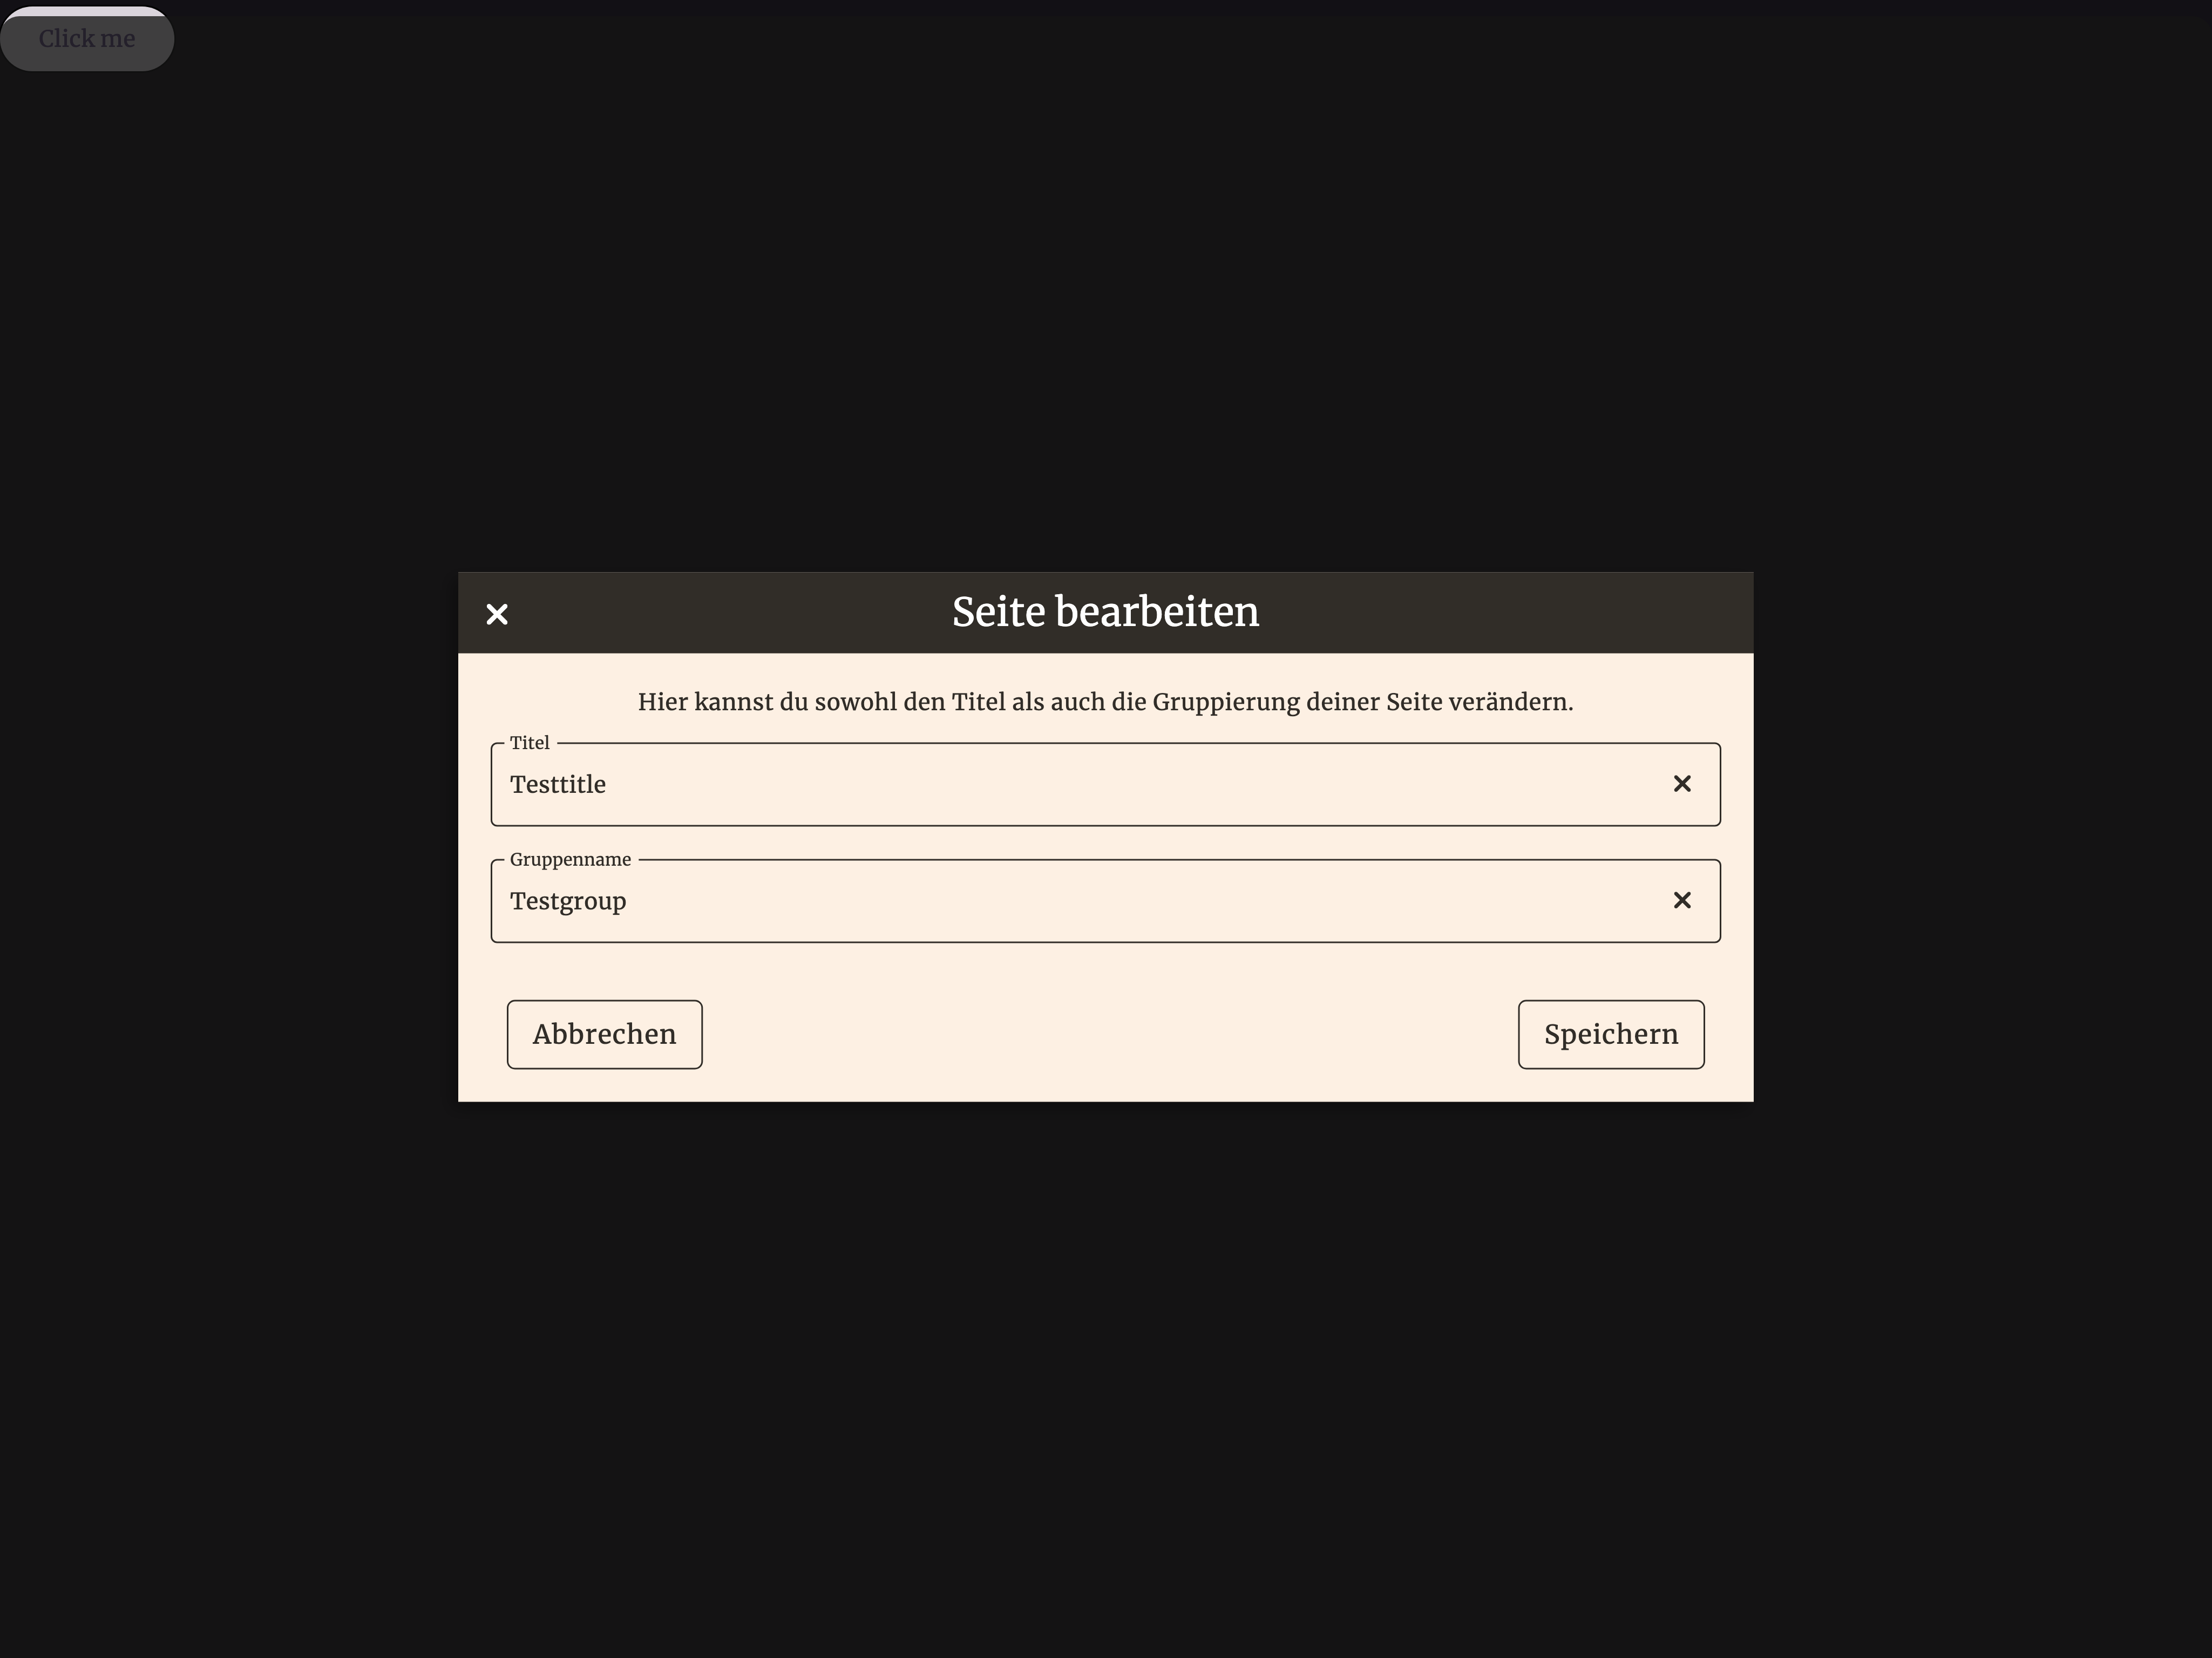 Click me
Seite bearbeiten
Hier kannst du sowohl den Titel als auch die Gruppierung deiner Seite verändern.
Titel
Testtitle
Gruppenname
Testgroup
Abbrechen
Speichern